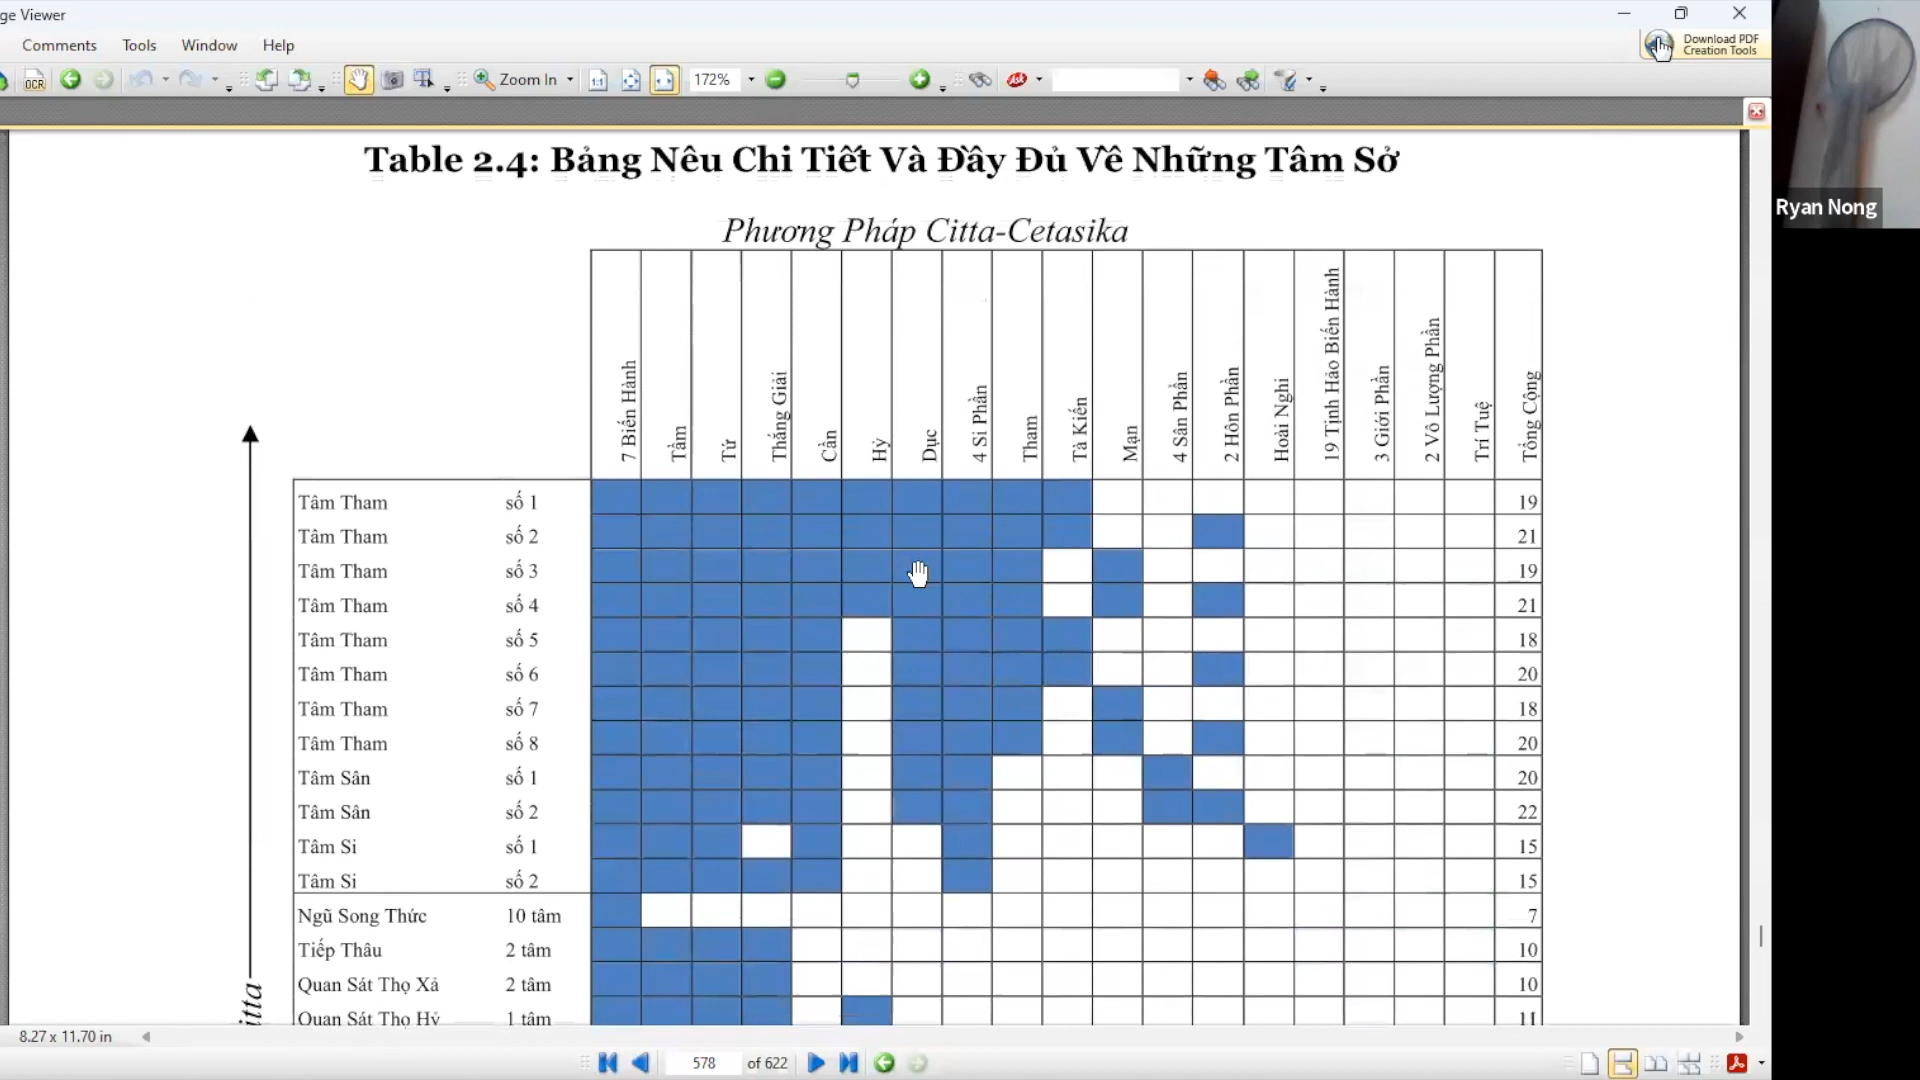 ge Viewer
Comments Tools Window Help
Download PDF
Creation Tools
OCR
Zoom In
1:1
172%
Ask
Ryan Nong
Table 2.4: Bảng Nêu Chi Tiết Và Đầy Đủ Về Những Tâm Sở
Phương Pháp Citta-Cetasika
7 Biến Hành
Tầm
Tứ
Thắng Giải
Cần
Hỷ
Dục
4 Si Phần
Tham
Tà Kiến
Mạn
4 Sân Phần
2 Hôn Phần
Hoài Nghi
19 Tịnh Hảo Biến Hành
3 Giới Phần
2 Vô Lượng Phần
Trí Tuệ
Tổng Cộng
Tâm Tham số 1 19
Tâm Tham số 2 21
Tâm Tham số 3 19
Tâm Tham số 4 21
Tâm Tham số 5 18
Tâm Tham số 6 20
Tâm Tham số 7 18
Tâm Tham số 8 20
Tâm Sân số 1 20
Tâm Sân số 2 22
Tâm Si số 1 15
Tâm Si số 2 15
Ngũ Song Thức 10 tâm 7
Tiếp Thâu 2 tâm 10
Quan Sát Thọ Xả 2 tâm 10
Quan Sát Thọ Hỷ 1 tâm 11
itta
8.27 x 11.70 in
578 of 622